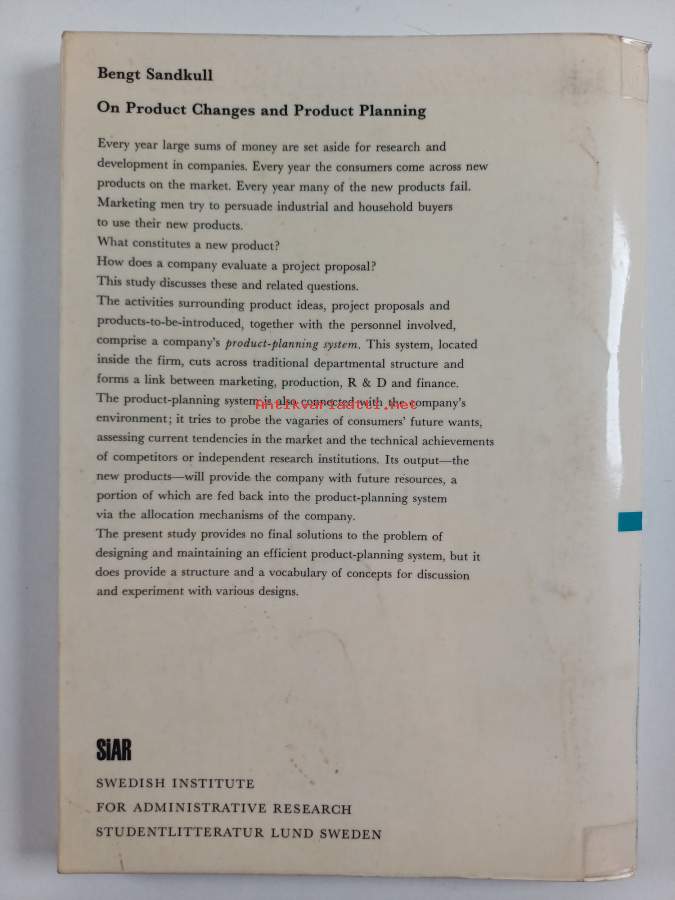 Bengt Sandkull
On Product Changes and Product Planning
Every year large sums of money are set aside for research and
development in companies. Every year the consumers come across new
products on the market. Every year many of the new products fail.
Marketing men try to persuade industrial and household buyers
to use their new products.
What constitutes a new product?
How does a company evaluate a project proposal?
This study discusses these and related questions.
The activities surrounding product ideas, project proposals and
products-to-be-introduced, together with the personnel involved,
comprise a company's product-planning system. This system, located
inside the firm, cuts across traditional departmental structure and
forms a link between marketing, production, R & D and finance.
The product-planning system is also connected with the company's
Antikvariaatti.net
environment; it tries to probe the vagaries of consumers' future wants,
assessing current tendencies in the market and the technical achievements
of competitors or independent research institutions. Its output—the
new products—will provide the company with future resources, a
portion of which are fed back into the product-planning system
via the allocation mechanisms of the company.
The present study provides no final solutions to the problem of
designing and maintaining an efficient product-planning system, but it
does provide a structure and a vocabulary of concepts for discussion
and experiment with various designs.
SiAR
SWEDISH INSTITUTE
FOR ADMINISTRATIVE RESEARCH
STUDENTLITTERATUR LUND SWEDEN